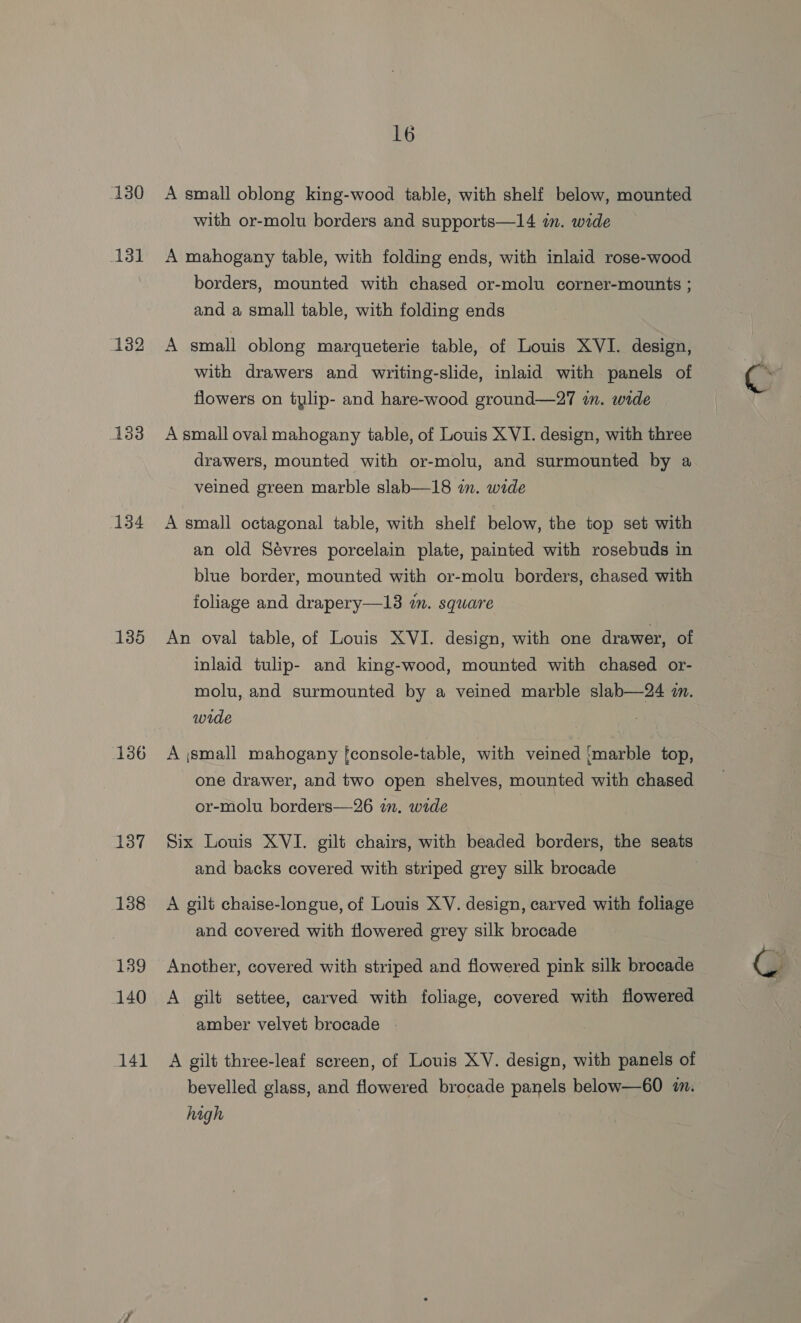 16
130 A small oblong king-wood table, with shelf below, mounted
with or-molu borders and supports—14 in. wide
131 A mahogany table, with folding ends, with inlaid rose-wood
borders, mounted with chased or-molu corner-mounts ;
and a small table, with folding ends
132 A small oblong marqueterie table, of Louis XVI. design,
with drawers and writing-slide, inlaid with panels of
flowers on tylip- and hare-wood ground—27 in. wide
133 A small oval mahogany table, of Louis XVI. design, with three
drawers, mounted with or-molu, and surmounted by a
veined green marble slab—18 in. wide
134 A small octagonal table, with shelf below, the top set with
an old Sévres porcelain plate, painted with rosebuds in
blue border, mounted with or-molu borders, chased with
foliage and drapery—13 in. square
135 An oval table, of Louis XVI. design, with one drawer, of
inlaid tulip- and king-wood, mounted with chased or-
molu, and surmounted by a veined marble slab—24 in.
wide
136 A small mahogany console-table, with veined marble top,
one drawer, and two open shelves, mounted with chased
or-molu borders—26 in. wide
137 Six Louis XVI. gilt chairs, with beaded borders, the seats
and backs covered with striped grey silk brocade
138 A gilt chaise-longue, of Louis XV. design, carved with foliage
and covered with flowered grey silk brocade
139 Another, covered with striped and flowered pink silk brocade
140 A gilt settee, carved with foliage, covered with flowered
amber velvet brocade
141 A gilt three-leaf screen, of Louis XV. design, with panels of
bevelled glass, and flowered brocade panels below—60 in.
high